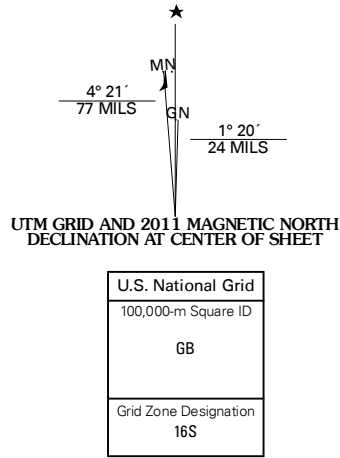 ★
MN
4° 21´
77 MILS
GN
1° 20´
24 MILS
UTM GRID AND 2011 MAGNETIC NORTH
DECLINATION AT CENTER OF SHEET
U.S. National Grid
100,000-m Square ID
GB
Grid Zone Designation
16S